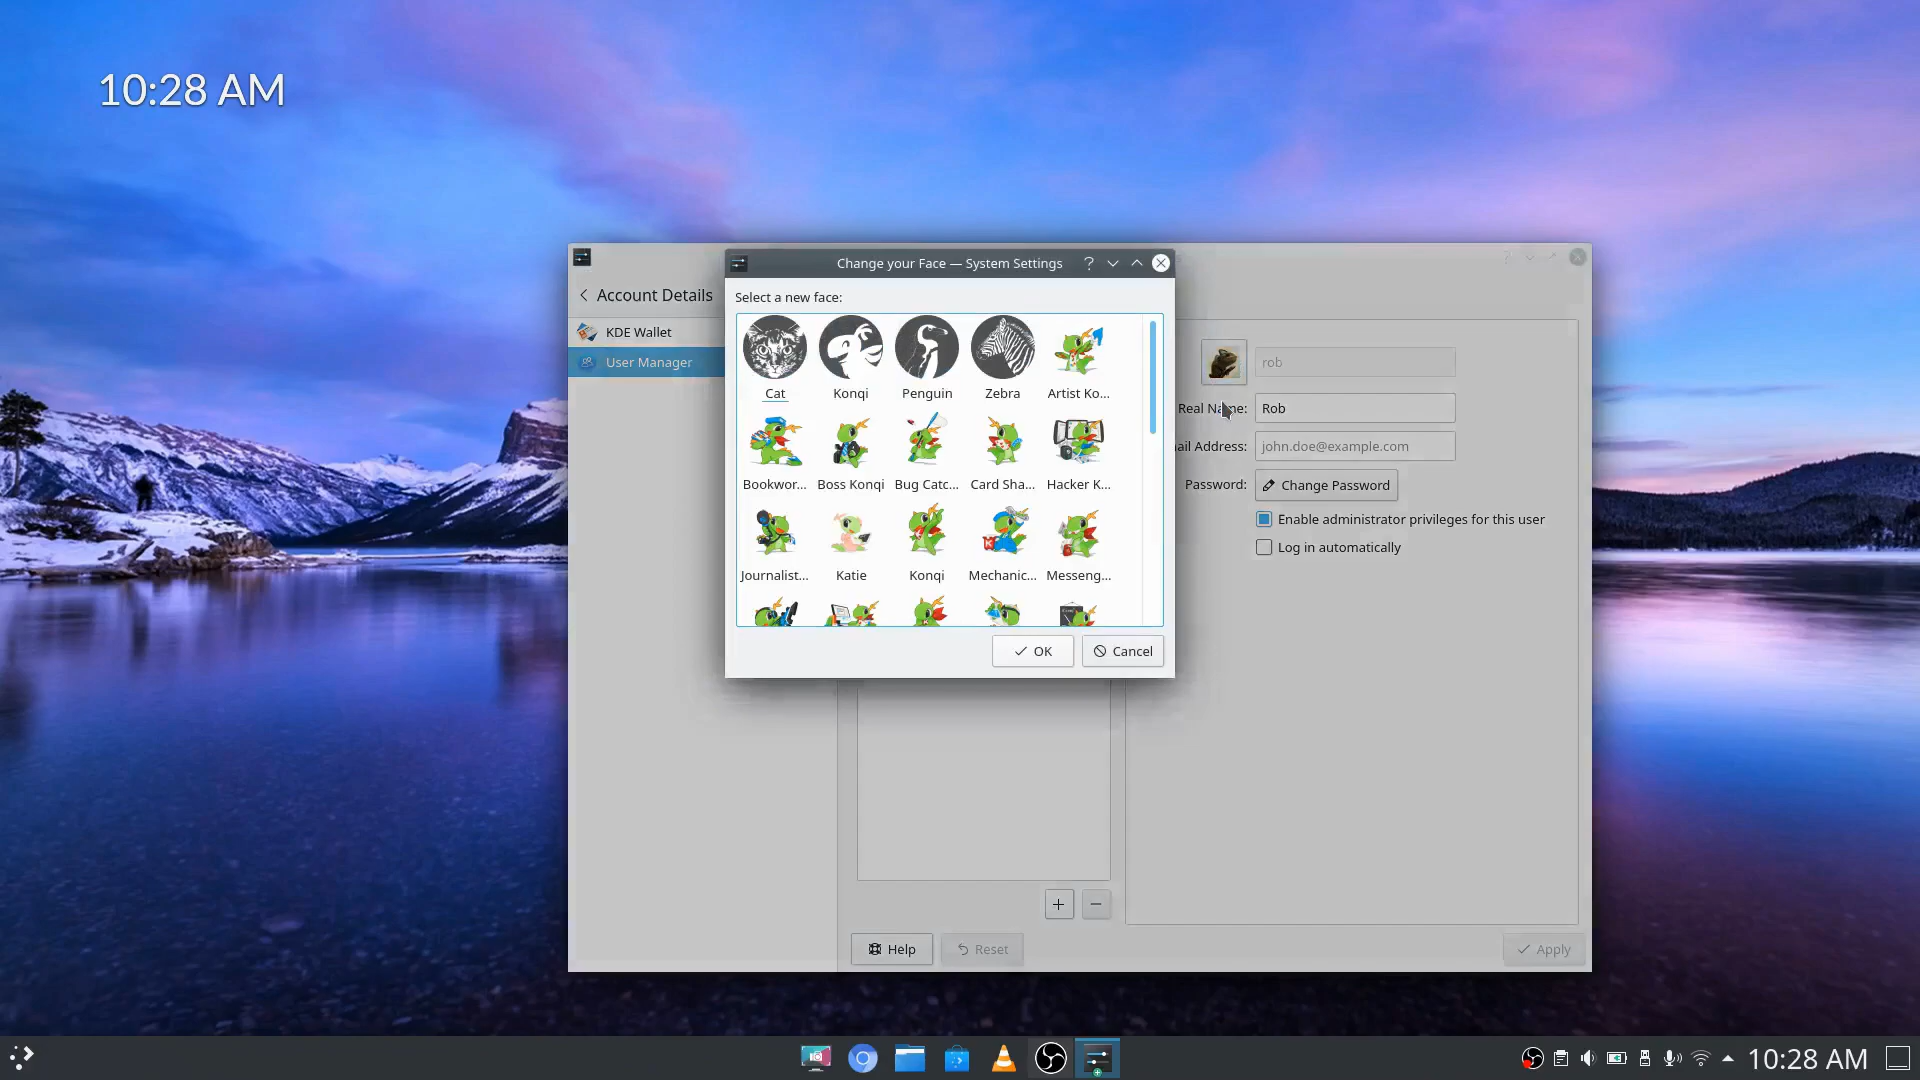 10:28 AM
Change your Face — System Settings
Account Details
KDE Wallet
User Manager
Select a new face:
Cat
Konqi
Penguin
Zebra
Artist Ko...
Bookwor...
Boss Konqi
Bug Catc...
Card Sha...
Hacker K...
Journalist...
Katie
Konqi
Mechanic...
Messeng...
OK
Cancel
rob
Real Name:
Rob
ail Address:
john.doe@example.com
Password:
Change Password
Enable administrator privileges for this user
Log in automatically
Help
Reset
Apply
10:28 AM